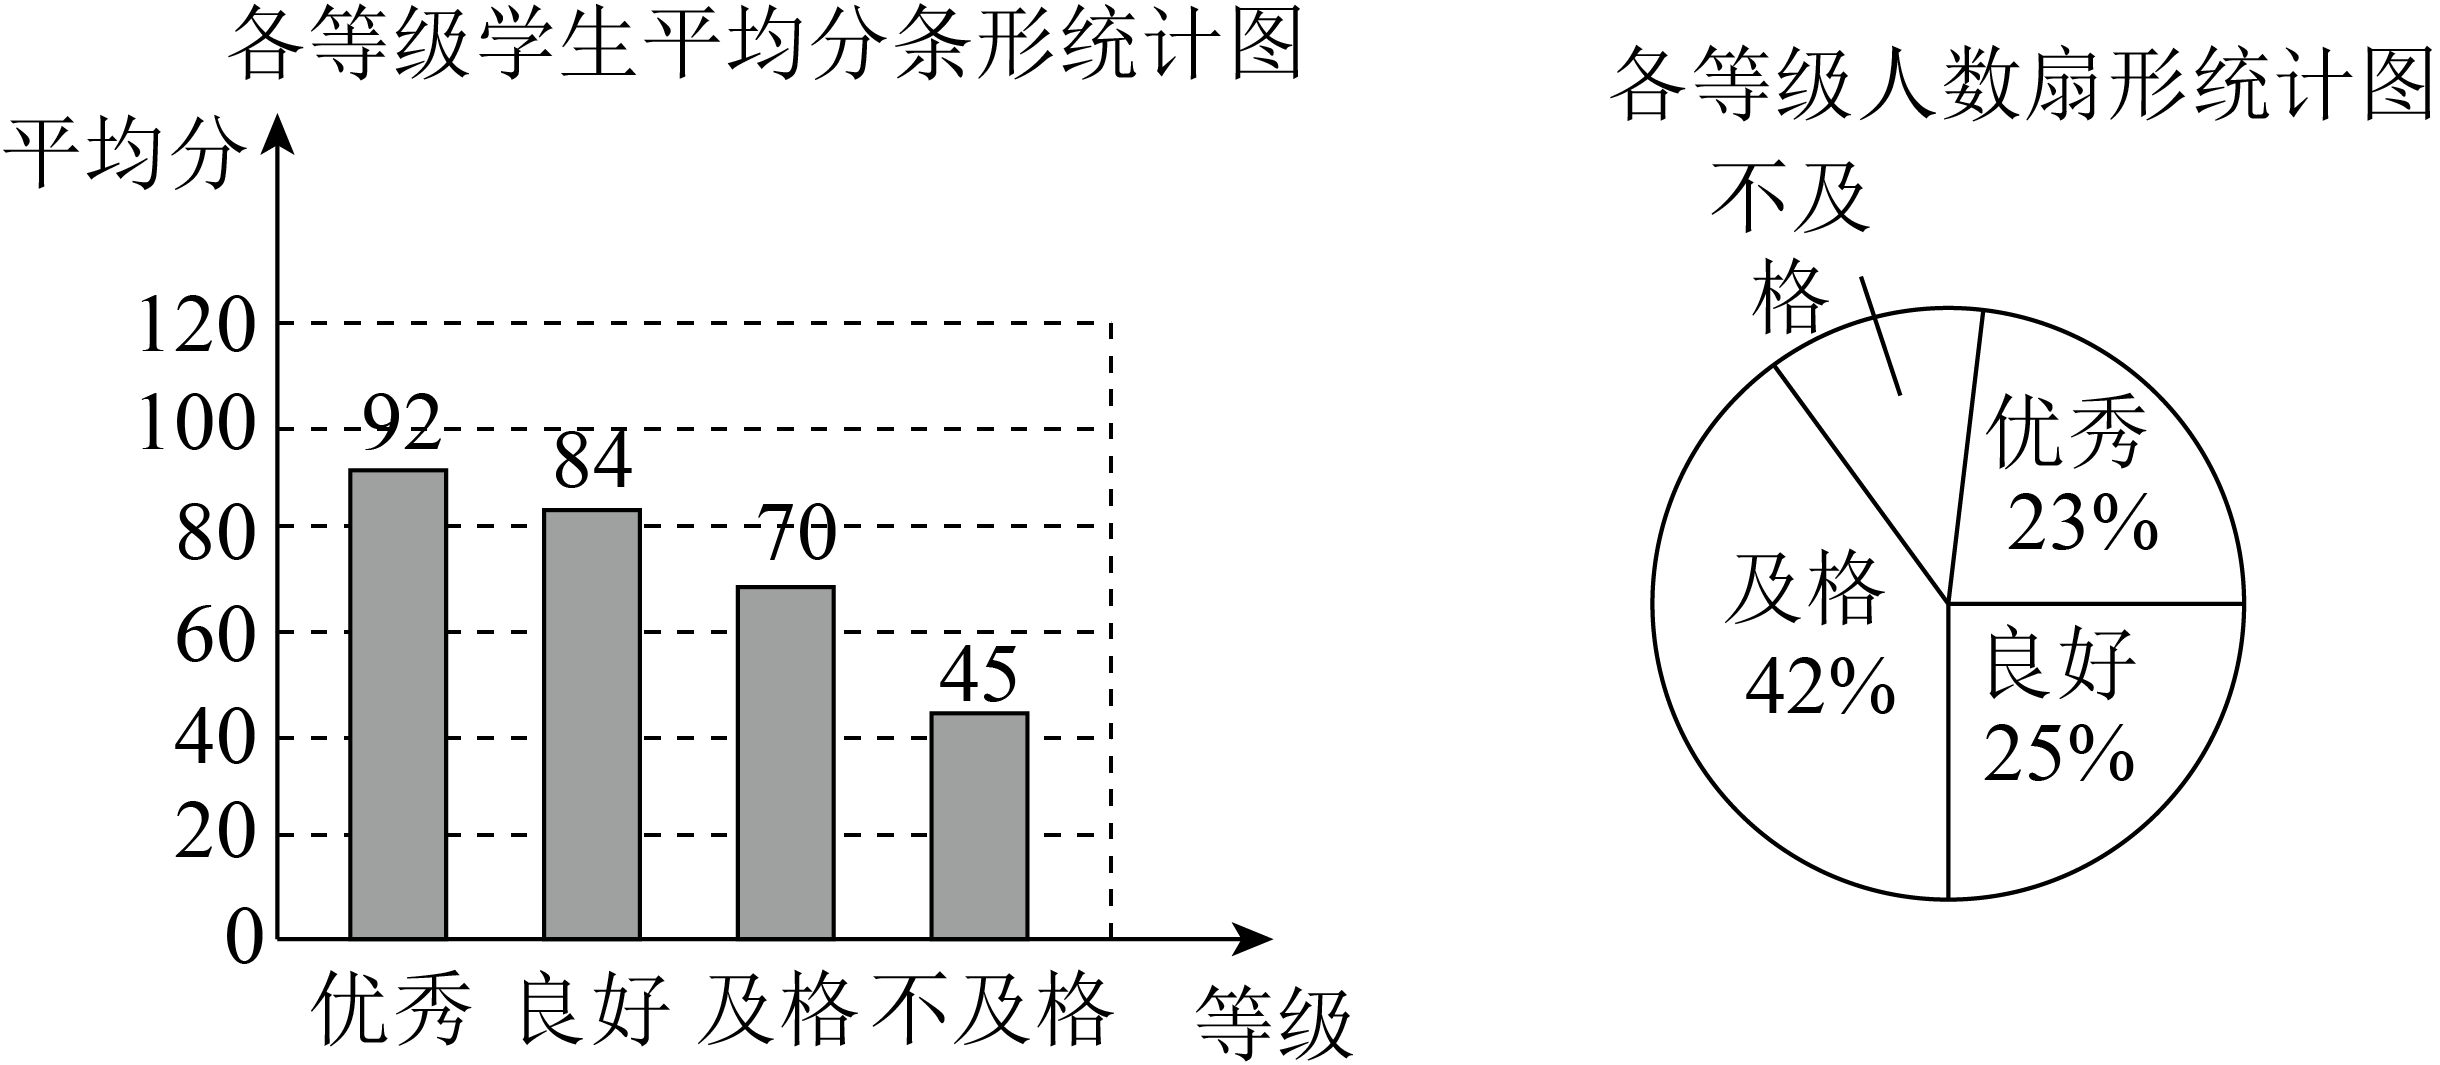 各等级学生平均分条形统计图
平均分
120
100
80
60
40
20
0
92
84
70
45
优秀 良好 及格 不及格
等级
各等级人数扇形统计图
不及
格
优秀
23%
及格
42%
良好
25%